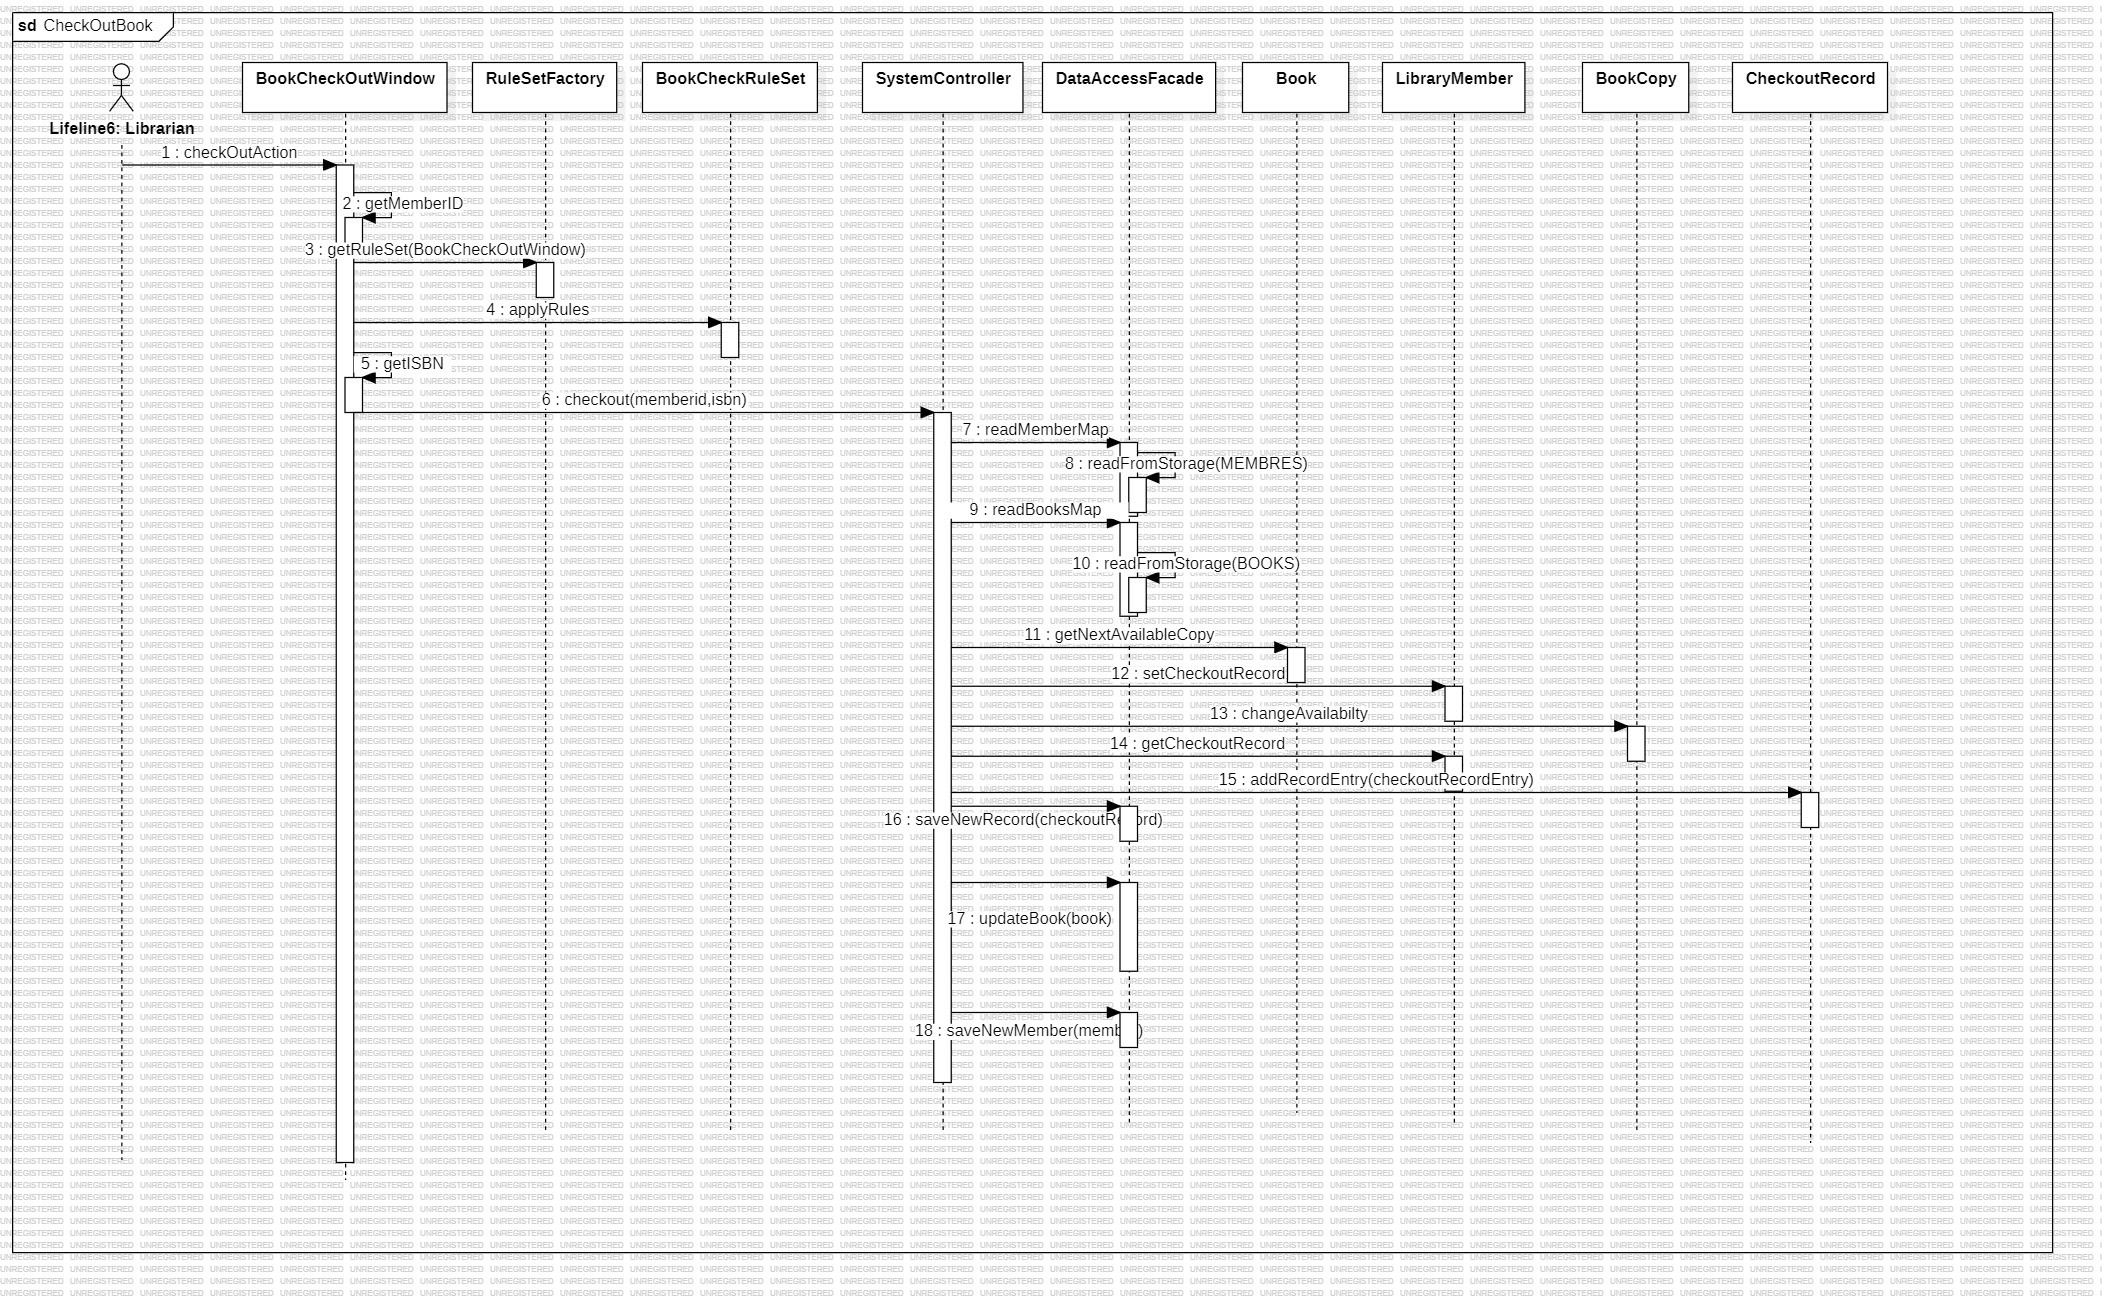 sd CheckOutBook
BookCheckOutWindow
RuleSetFactory
BookCheckRuleSet
SystemController
DataAccessFacade
Book
LibraryMember
BookCopy
CheckoutRecord
Lifeline6: Librarian
1 : checkOutAction
2 : getMemberID
3 : getRuleSet(BookCheckOutWindow)
4 : applyRules
5 : getISBN
6 : checkout(memberid,isbn)
7 : readMemberMap
8 : readFromStorage(MEMBRES)
9 : readBooksMap
10 : readFromStorage(BOOKS)
11 : getNextAvailableCopy
12 : setCheckoutRecord
13 : changeAvailabilty
14 : getCheckoutRecord
15 : addRecordEntry(checkoutRecordEntry)
16 : saveNewRecord(checkoutRecord)
17 : updateBook(book)
18 : saveNewMember(member)
UNREGISTERED